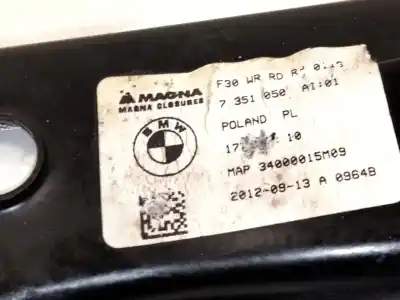 MAGNA
MAGNA CLOSURES
BMW
F30 WR RD
7 351 050 AI:01
POLAND PL
10
MAP 34000015M09
2012-09-13 A 0964B